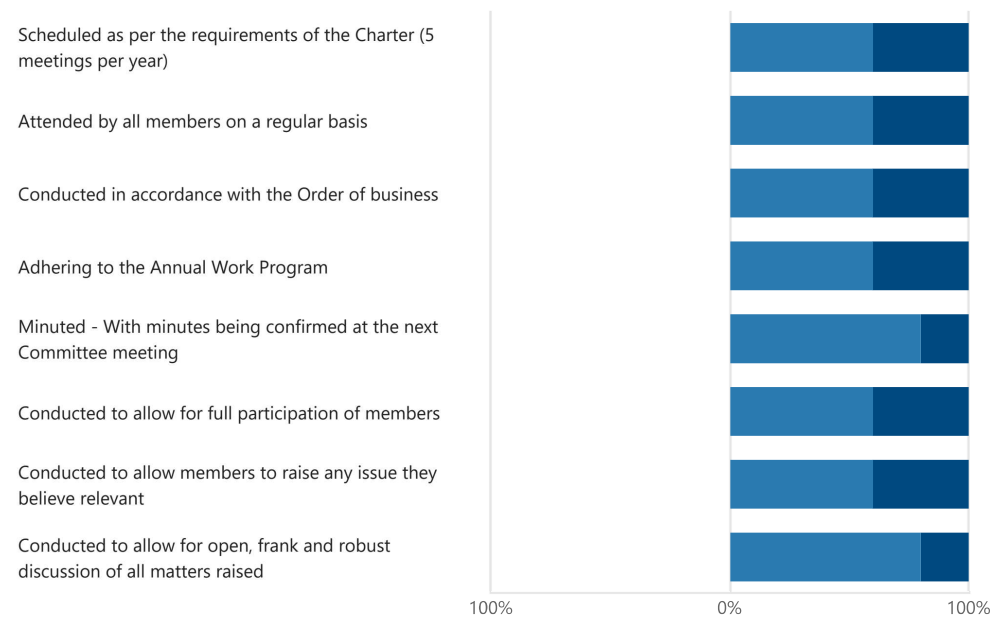 Scheduled as per the requirements of the Charter (5
meetings per year)
Attended by all members on a regular basis
Conducted in accordance with the Order of business
Adhering to the Annual Work Program
Minuted - With minutes being confirmed at the next
Committee meeting
Conducted to allow for full participation of members
Conducted to allow members to raise any issue they
believe relevant
Conducted to allow for open, frank and robust
discussion of all matters raised
100% 0% 100%